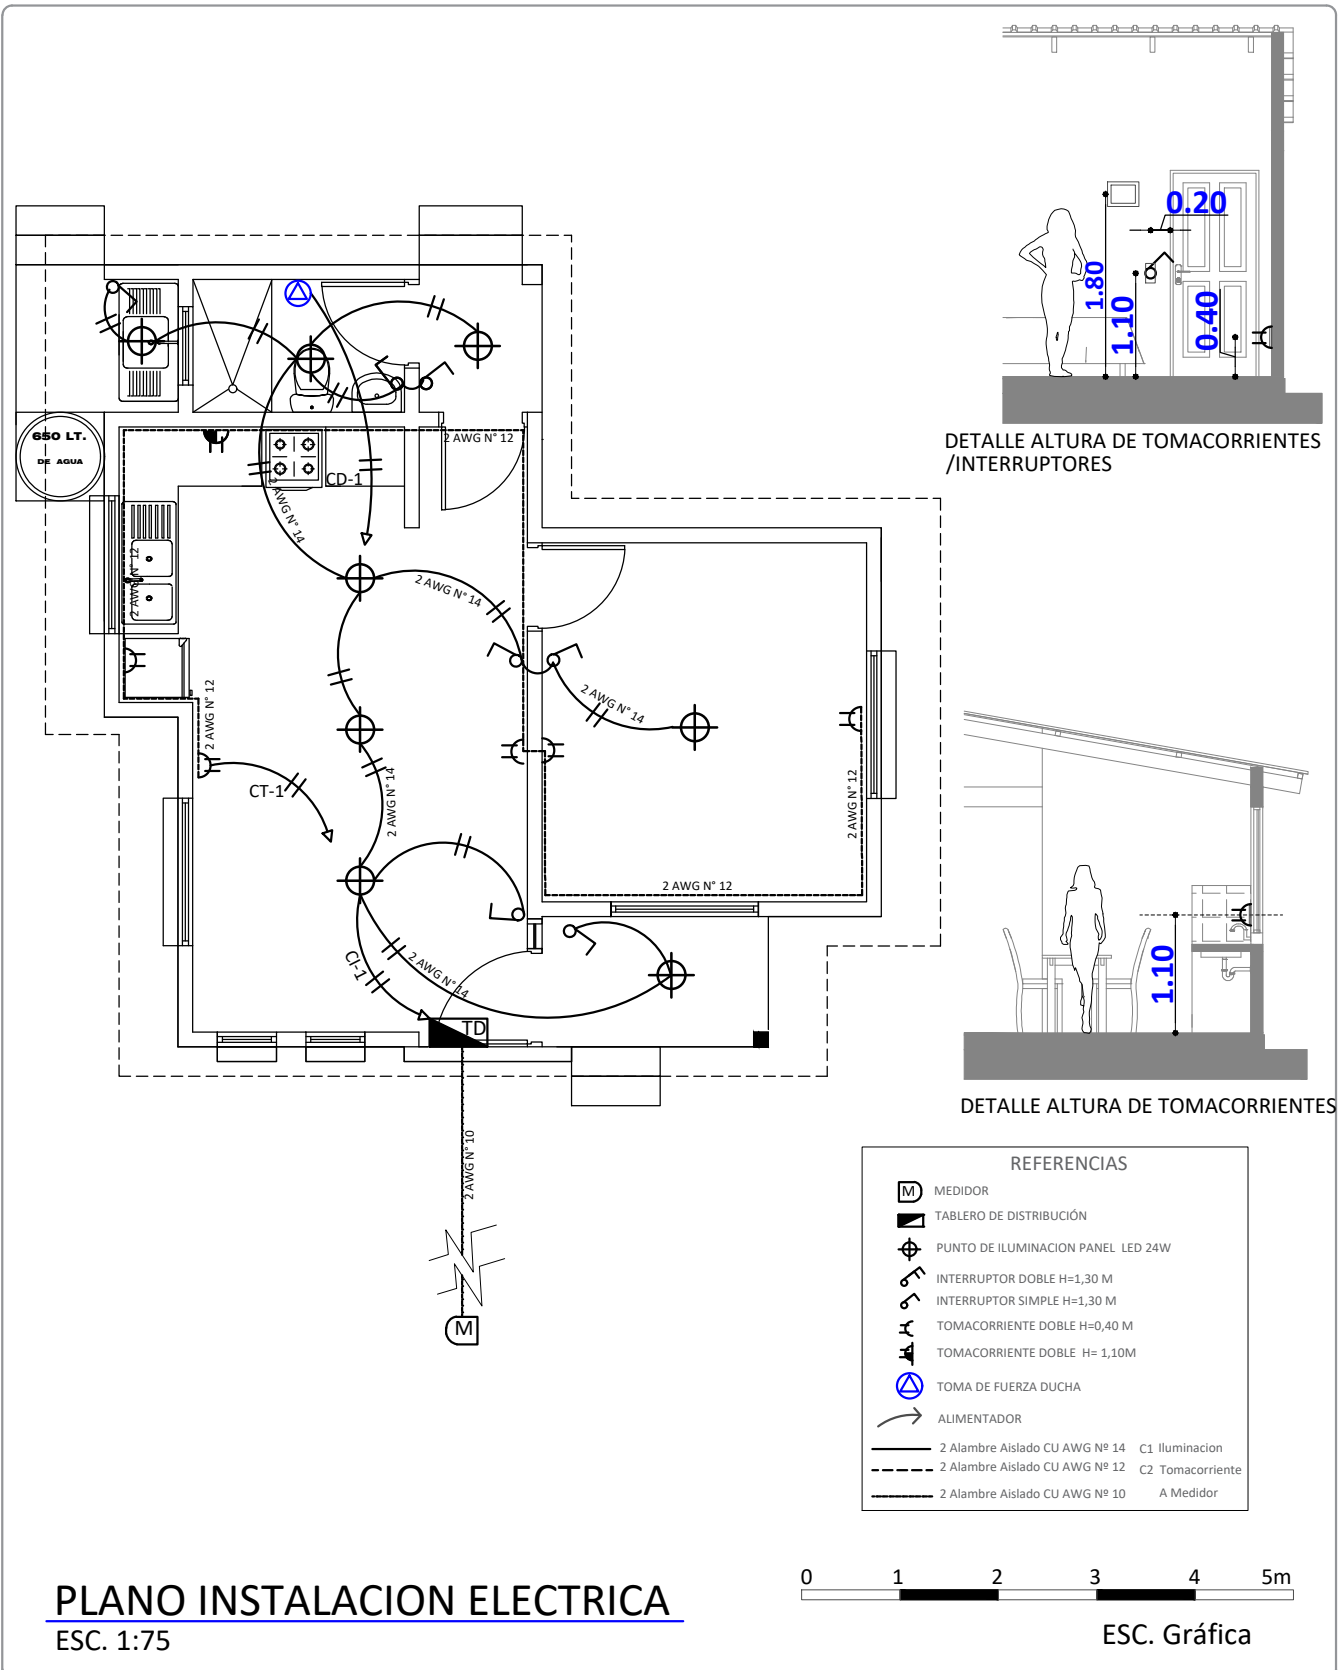 0.20
1.80
1.10
0.40
DETALLE ALTURA DE TOMACORRIENTES
/INTERRUPTORES
650 LT.
DE AGUA
2 AWG N° 12
CD-1
2 AWG N° 14
2 AWG N° 12
2 AWG N° 14
2 AWG N° 12
2 AWG N° 14
CT-1
2 AWG N° 14
2 AWG N° 12
2 AWG N° 12
CI-1
2 AWG N° 14
TD
2 AWG N° 10
M
1.10
DETALLE ALTURA DE TOMACORRIENTES
REFERENCIAS
M MEDIDOR
TABLERO DE DISTRIBUCIÓN
PUNTO DE ILUMINACION PANEL LED 24W
INTERRUPTOR DOBLE H=1,30 M
INTERRUPTOR SIMPLE H=1,30 M
TOMACORRIENTE DOBLE H=0,40 M
TOMACORRIENTE DOBLE H= 1,10M
TOMA DE FUERZA DUCHA
ALIMENTADOR
2 Alambre Aislado CU AWG Nº 14 C1 Iluminacion
2 Alambre Aislado CU AWG Nº 12 C2 Tomacorriente
2 Alambre Aislado CU AWG Nº 10 A Medidor
PLANO INSTALACION ELECTRICA
ESC. 1:75
0 1 2 3 4 5m
ESC. Gráfica